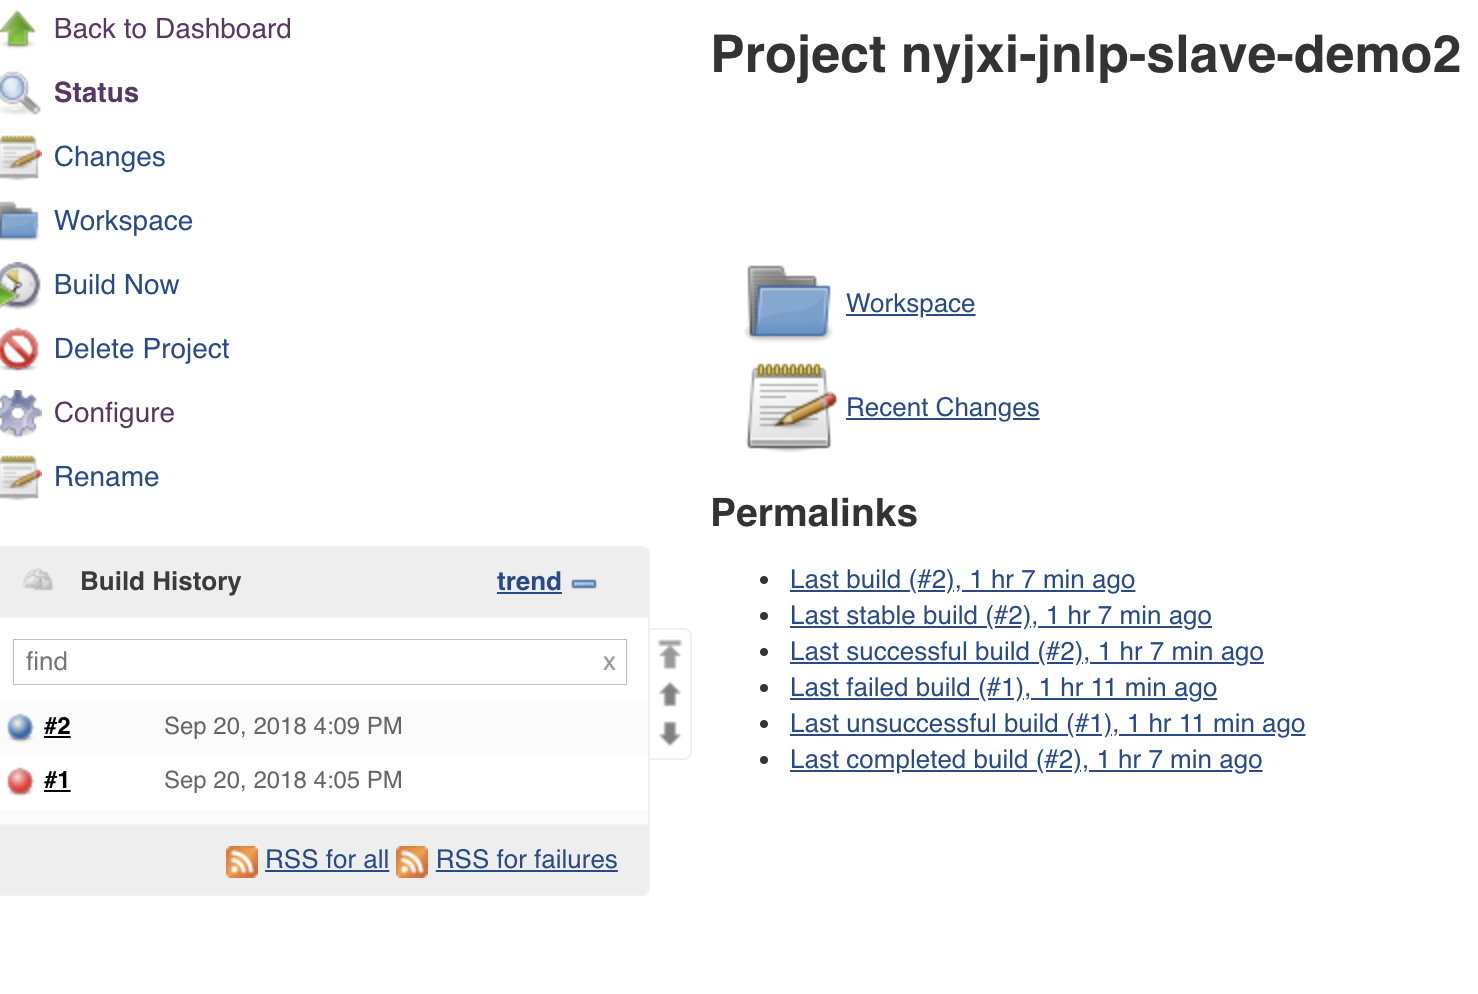 Back to Dashboard
Status
Changes
Workspace
Build Now
Delete Project
Configure
Rename
Build History trend
find x
#2 Sep 20, 2018 4:09 PM
#1 Sep 20, 2018 4:05 PM
RSS for all RSS for failures
Project nyjxi-jnlp-slave-demo2
Workspace
Recent Changes
Permalinks
• Last build (#2), 1 hr 7 min ago
• Last stable build (#2), 1 hr 7 min ago
• Last successful build (#2), 1 hr 7 min ago
• Last failed build (#1), 1 hr 11 min ago
• Last unsuccessful build (#1), 1 hr 11 min ago
• Last completed build (#2), 1 hr 7 min ago